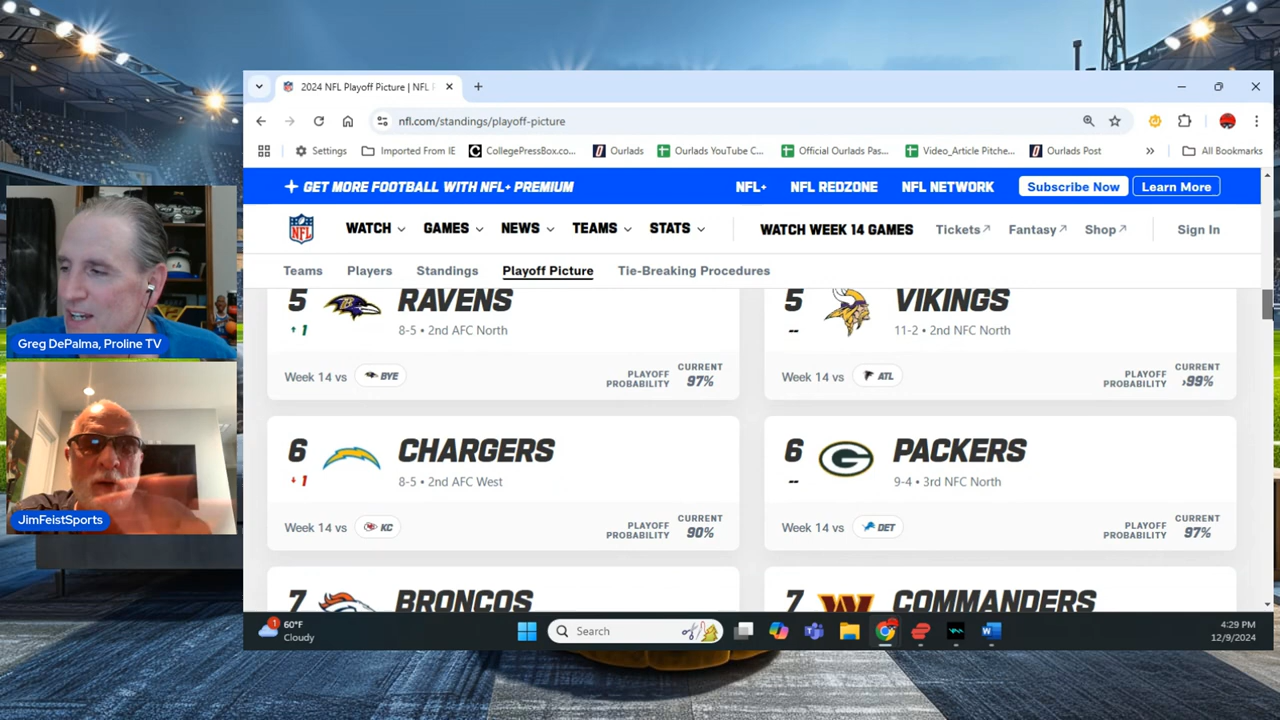 2024 NFL Playoff Picture | NFL
nfl.com/standings/playoff-picture
Settings
Imported From IE
CollegePressBox.co...
Ourlads
Ourlads YouTube C...
Official Ourlads Pas...
Video_Article Pitche...
Ourlads Post
All Bookmarks
GET MORE FOOTBALL WITH NFL+ PREMIUM
NFL+
NFL REDZONE
NFL NETWORK
Subscribe Now
Learn More
NFL
WATCH
GAMES
NEWS
TEAMS
STATS
WATCH WEEK 14 GAMES
Tickets
Fantasy
Shop
Sign In
Teams
Players
Standings
Playoff Picture
Tie-Breaking Procedures
5
RAVENS
↑ 1
8-5 • 2nd AFC North
Week 14 vs
BYE
PLAYOFF
PROBABILITY
CURRENT
97%
5
VIKINGS
--
11-2 • 2nd NFC North
Week 14 vs
ATL
PLAYOFF
PROBABILITY
CURRENT
>99%
6
CHARGERS
↓ 1
8-5 • 2nd AFC West
Week 14 vs
KC
PLAYOFF
PROBABILITY
CURRENT
90%
6
PACKERS
--
9-4 • 3rd NFC North
Week 14 vs
DET
PLAYOFF
PROBABILITY
CURRENT
97%
7
BRONCOS
7
COMMANDERS
Greg DePalma, Proline TV
JimFeistSports
1
60°F
Cloudy
Search
4:29 PM
12/9/2024